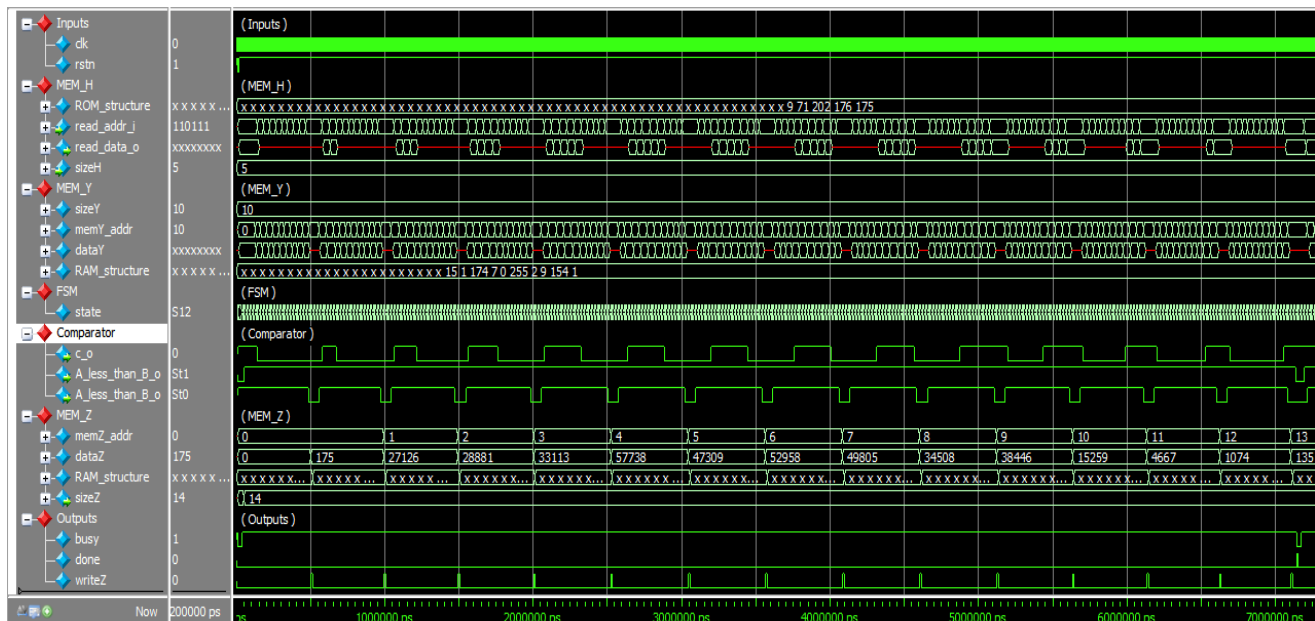 Inputs (Inputs)
clk 0
rstn 1
MEM_H (MEM_H)
ROM_structure x x x x x ... x x x x x x x x x x x x x x x x x x x x x x x x x x x x x x x x x x x x x x x x x x x x x x x x x x x x x x x x x x x 9 71 202 176 175
read_addr_i 110111
read_data_o xxxxxxxx
sizeH 5 5
MEM_Y (MEM_Y)
sizeY 10 10
memY_addr 10 0
dataY xxxxxxxx
RAM_structure x x x x x ... x x x x x x x x x x x x x x x x x x x x x x 15 1 174 7 0 255 2 9 154 1
FSM (FSM)
state S12
Comparator (Comparator)
c_o 0
A_less_than_B_o St1
A_less_than_B_o St0
MEM_Z (MEM_Z)
memZ_addr 0 0 1 2 3 4 5 6 7 8 9 10 11 12 13
dataZ 175 0 175 27126 28881 33113 57738 47309 52958 49805 34508 38446 15259 4667 1074 135
RAM_structure x x x x x ... x x x x x x... x x x x x ... x x x x x ... x x x x x x... x x x x x x... x x x x x x... x x x x x x... x x x x x x... x x x x x x... x x x x x x... x x x x x x... x x x x x ... x x x x x... x x x x x x... x x
sizeZ 14 14
Outputs (Outputs)
busy 1
done 0
writeZ 0
Now 200000 ps ps 1000000 ps 2000000 ps 3000000 ps 4000000 ps 5000000 ps 6000000 ps 7000000 ps